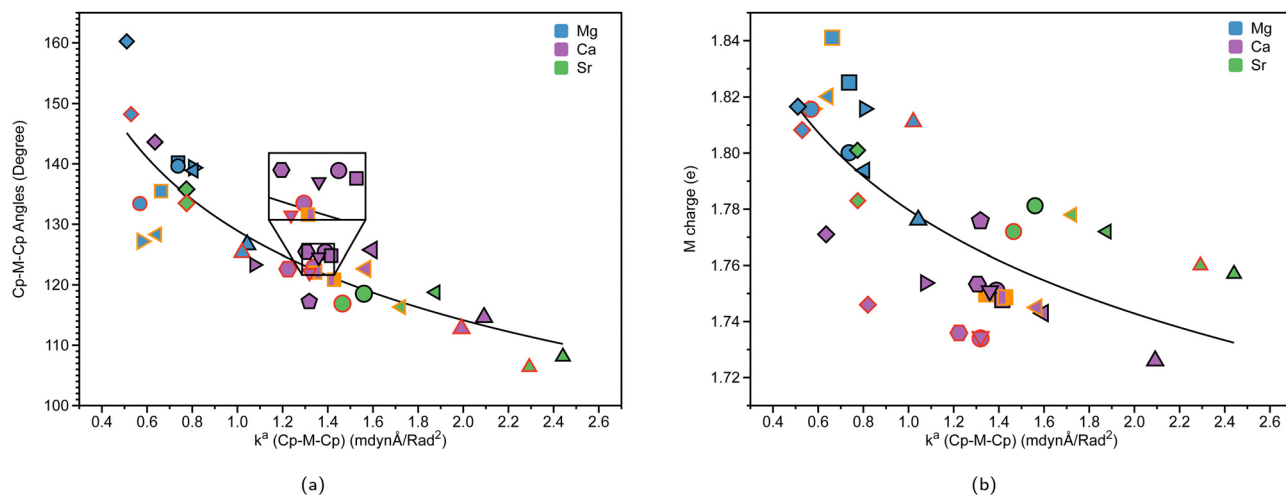 160
150
140
130
120
110
100
Cp-M-Cp Angles (Degree)
Mg
Ca
Sr
0.4 0.6 0.8 1.0 1.2 1.4 1.6 1.8 2.0 2.2 2.4 2.6
kᵃ (Cp-M-Cp) (mdynÅ/Rad²)
(a)
1.84
1.82
1.80
1.78
1.76
1.74
1.72
M charge (e)
Mg
Ca
Sr
0.4 0.6 0.8 1.0 1.2 1.4 1.6 1.8 2.0 2.2 2.4 2.6
kᵃ (Cp-M-Cp) (mdynÅ/Rad²)
(b)